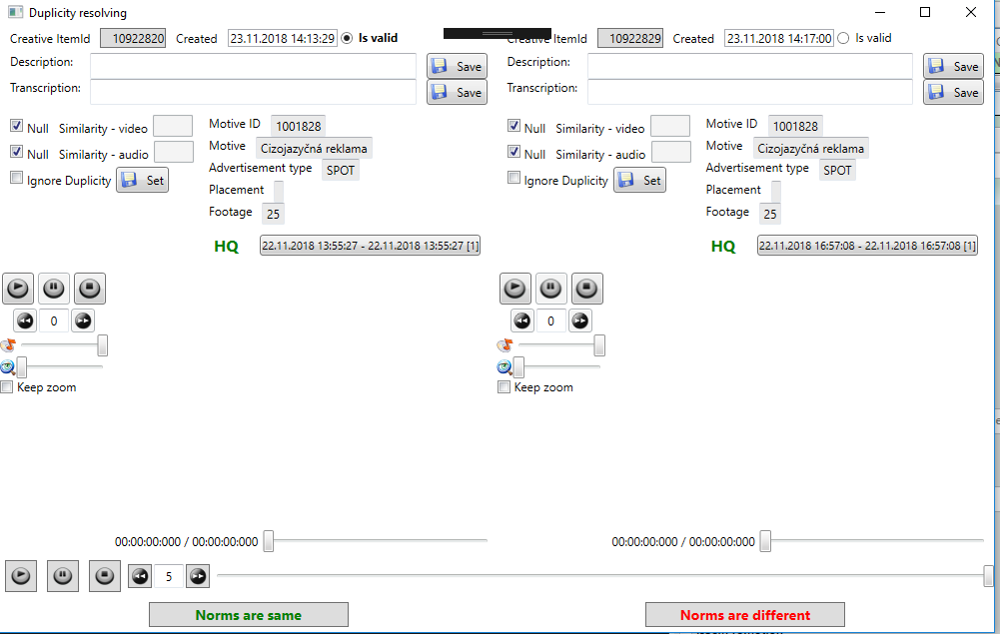 Duplicity resolving
Creative ItemId 10922820 Created 23.11.2018 14:13:29 Is valid
Description: Save
Transcription: Save
Null Similarity - video
Null Similarity - audio
Ignore Duplicity Set
Motive ID 1001828
Motive Cizojazyčná reklama
Advertisement type SPOT
Placement
Footage 25
HQ 22.11.2018 13:55:27 - 22.11.2018 13:55:27 [1]
0
Keep zoom
00:00:00:000 / 00:00:00:000
Creative ItemId 10922829 Created 23.11.2018 14:17:00 Is valid
Description: Save
Transcription: Save
Null Similarity - video
Null Similarity - audio
Ignore Duplicity Set
Motive ID 1001828
Motive Cizojazyčná reklama
Advertisement type SPOT
Placement
Footage 25
HQ 22.11.2018 16:57:08 - 22.11.2018 16:57:08 [1]
0
Keep zoom
00:00:00:000 / 00:00:00:000
5
Norms are same
Norms are different